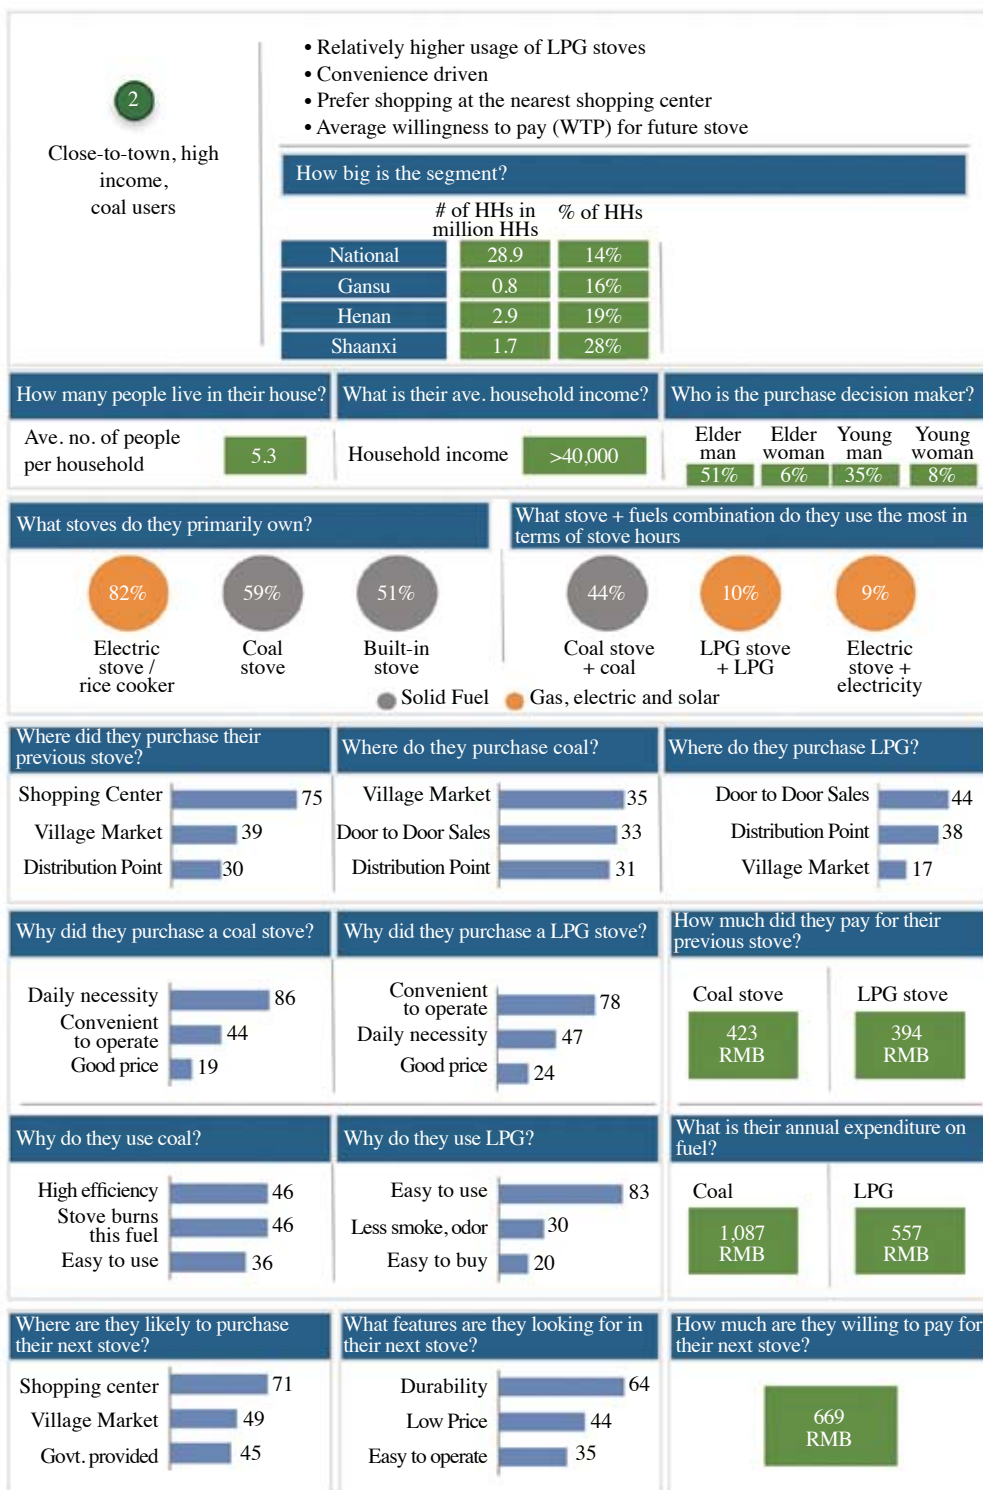 2
Close-to-town, high
income,
coal users
• Relatively higher usage of LPG stoves
• Convenience driven
• Prefer shopping at the nearest shopping center
• Average willingness to pay (WTP) for future stove
How big is the segment?
# of HHs in % of HHs
million HHs
National 28.9 14%
Gansu 0.8 16%
Henan 2.9 19%
Shaanxi 1.7 28%
How many people live in their house?
Ave. no. of people
per household
5.3
What is their ave. household income?
Household income >40,000
Who is the purchase decision maker?
Elder Elder Young Young
man woman man woman
51% 6% 35% 8%
What stoves do they primarily own?
82% 59% 51%
Electric Coal Built-in
stove / stove stove
rice cooker
What stove + fuels combination do they use the most in
terms of stove hours
44% 10% 9%
Coal stove LPG stove Electric
+ coal + LPG stove +
electricity
Solid Fuel Gas, electric and solar
Where did they purchase their
previous stove?
Shopping Center 75
Village Market 39
Distribution Point 30
Where do they purchase coal?
Village Market 35
Door to Door Sales 33
Distribution Point 31
Where do they purchase LPG?
Door to Door Sales 44
Distribution Point 38
Village Market 17
Why did they purchase a coal stove?
Daily necessity 86
Convenient
to operate 44
Good price 19
Why did they purchase a LPG stove?
Convenient
to operate 78
Daily necessity 47
Good price 24
How much did they pay for their
previous stove?
Coal stove LPG stove
423 394
RMB RMB
Why do they use coal?
High efficiency 46
Stove burns
this fuel 46
Easy to use 36
Why do they use LPG?
Easy to use 83
Less smoke, odor 30
Easy to buy 20
What is their annual expenditure on
fuel?
Coal LPG
1,087 557
RMB RMB
Where are they likely to purchase
their next stove?
Shopping center 71
Village Market 49
Govt. provided 45
What features are they looking for in
their next stove?
Durability 64
Low Price 44
Easy to operate 35
How much are they willing to pay for
their next stove?
669
RMB